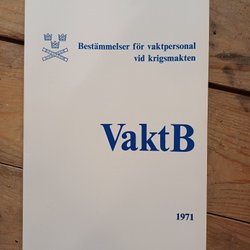 Bestämmelser för vaktpersonal
vid krigsmakten
VaktB
1971